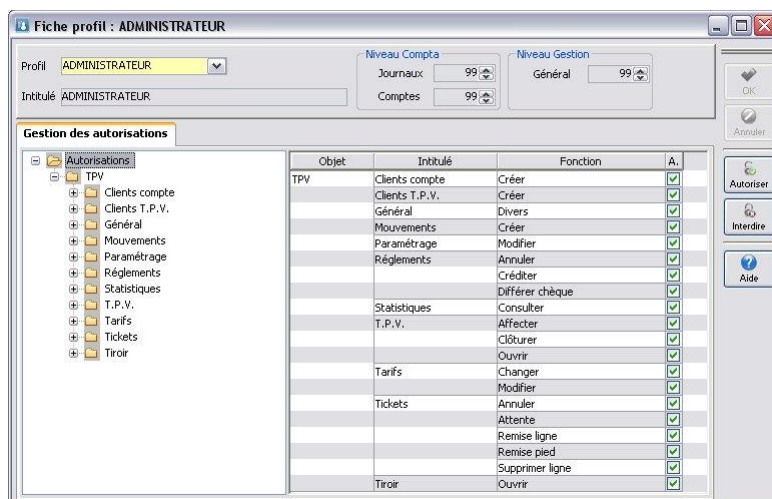 Fiche profil : ADMINISTRATEUR
Profil ADMINISTRATEUR
Intitulé ADMINISTRATEUR
Niveau Compta
Journaux 99
Comptes 99
Niveau Gestion
Général 99
OK
Annuler
Autoriser
Interdire
Aide
Gestion des autorisations
Autorisations
TPV
Clients compte
Clients T.P.V.
Général
Mouvements
Paramétrage
Réglements
Statistiques
T.P.V.
Tarifs
Tickets
Tiroir
Objet Intitulé Fonction A.
TPV Clients compte Créer
Clients T.P.V. Créer
Général Divers
Mouvements Créer
Paramétrage Modifier
Réglements Annuler
Créditer
Différer chèque
Statistiques Consulter
T.P.V. Affecter
Clôturer
Ouvrir
Tarifs Changer
Modifier
Tickets Annuler
Attente
Remise ligne
Remise pied
Supprimer ligne
Tiroir Ouvrir